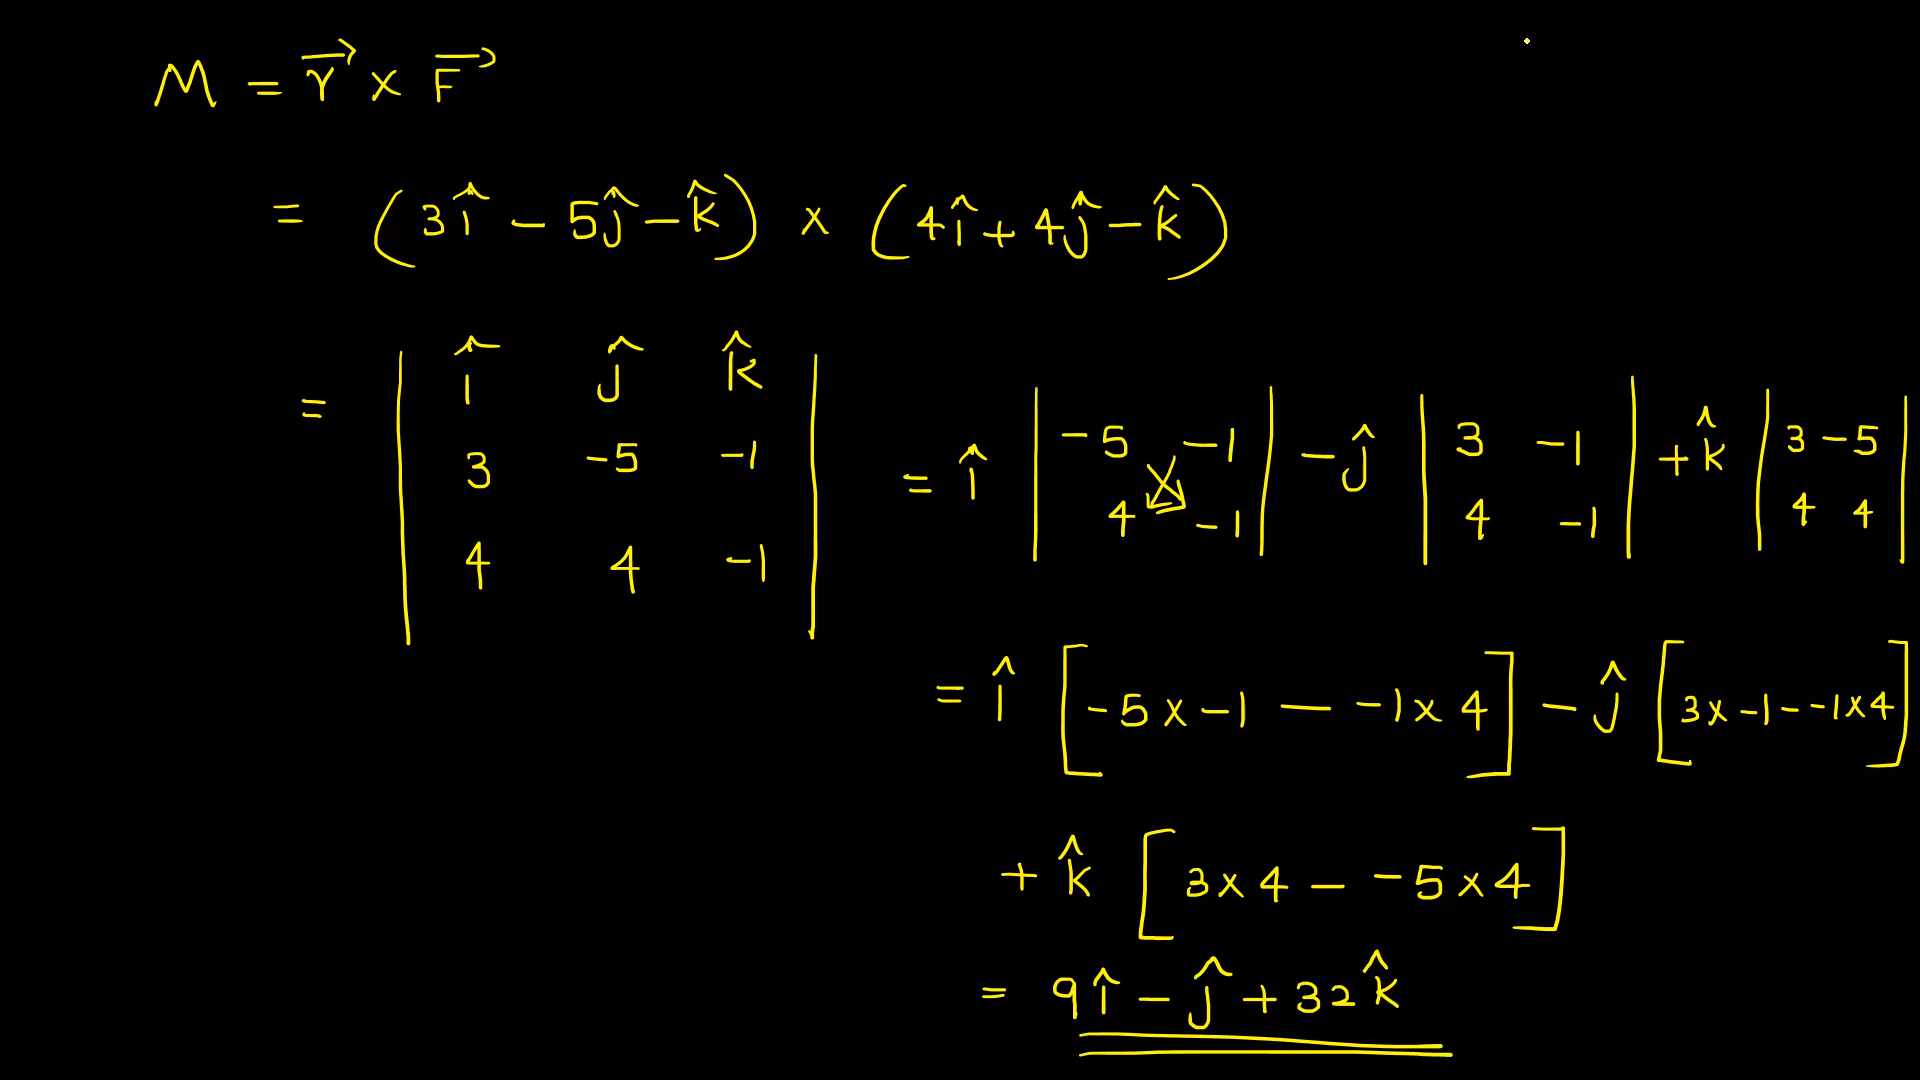 M = r⃗ × F⃗
= (3î − 5ĵ − k̂) × (4î + 4ĵ − k̂)
= | î ĵ k̂ |
| 3 -5 -1 |
| 4 4 -1 |
= î | -5 -1 | − ĵ | 3 -1 | + k̂ | 3 -5 |
| 4 -1 | | 4 -1 | | 4 4 |
= î [-5 × -1 − -1 × 4] − ĵ [3 × -1 - -1 × 4]
+ k̂ [3 × 4 − -5 × 4]
= 9î − ĵ + 32k̂